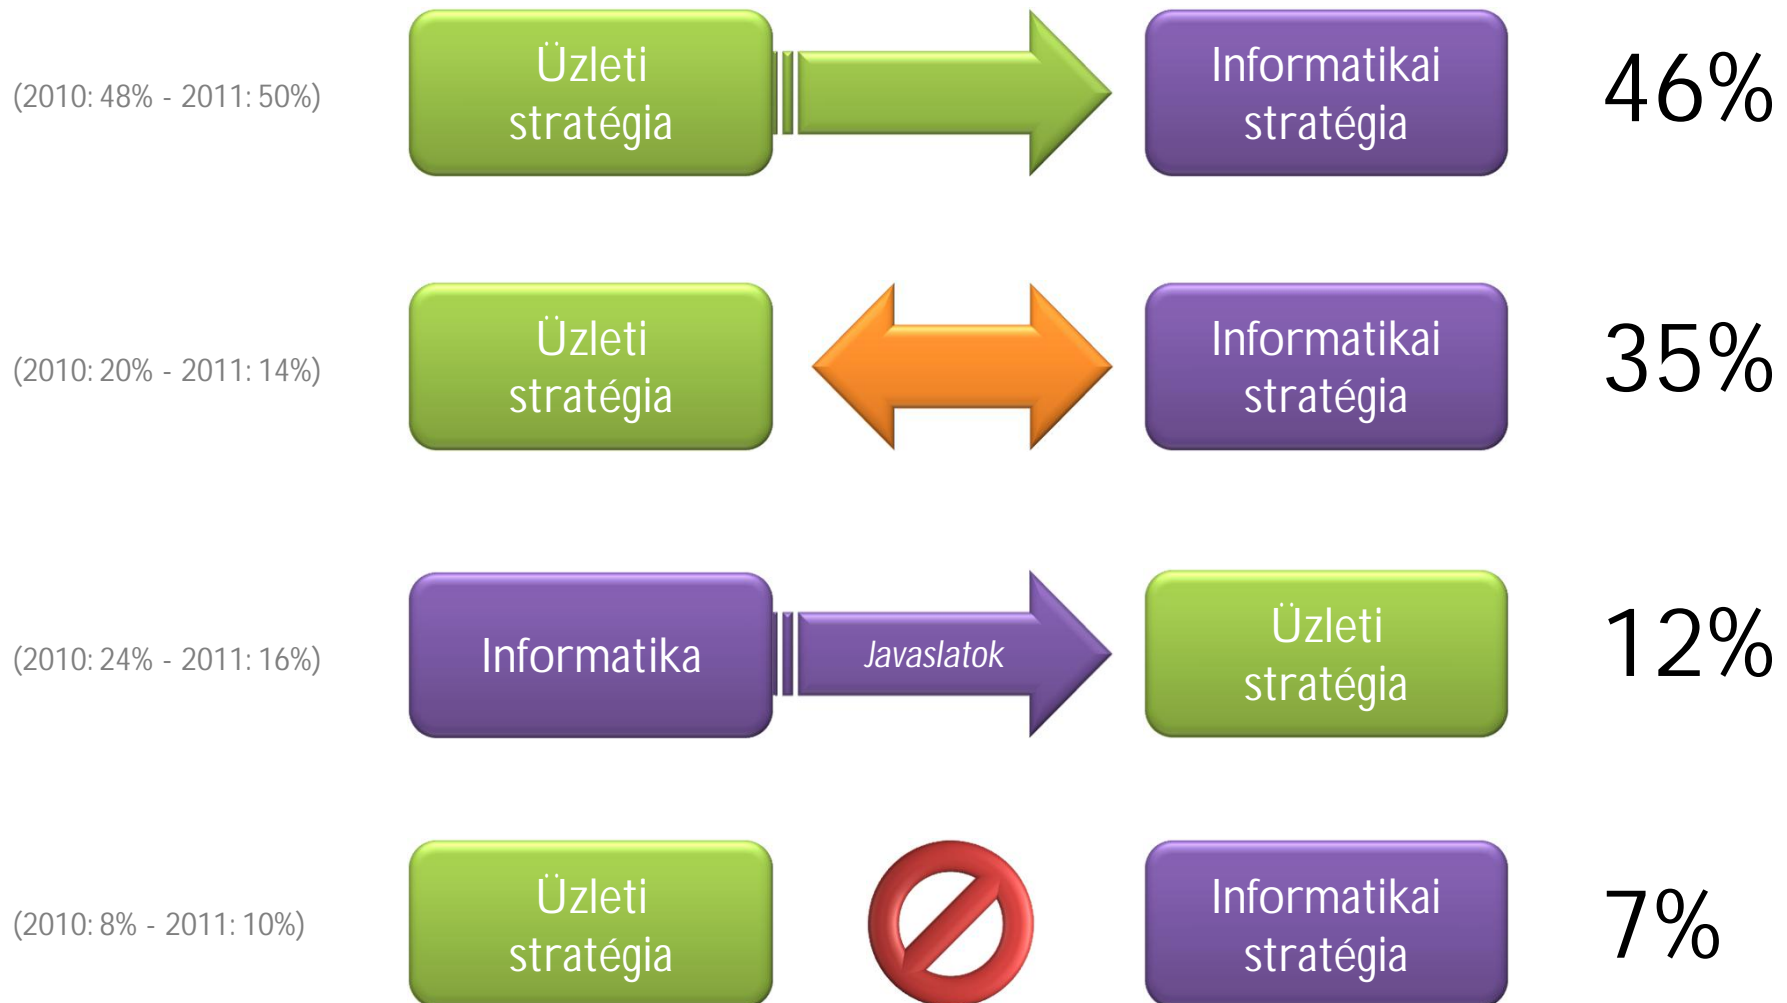 (2010: 48% - 2011: 50%)
Üzleti
stratégia
Informatikai
stratégia
46%
(2010: 20% - 2011: 14%)
Üzleti
stratégia
Informatikai
stratégia
35%
(2010: 24% - 2011: 16%)
Informatika
Javaslatok
Üzleti
stratégia
12%
(2010: 8% - 2011: 10%)
Üzleti
stratégia
Informatikai
stratégia
7%